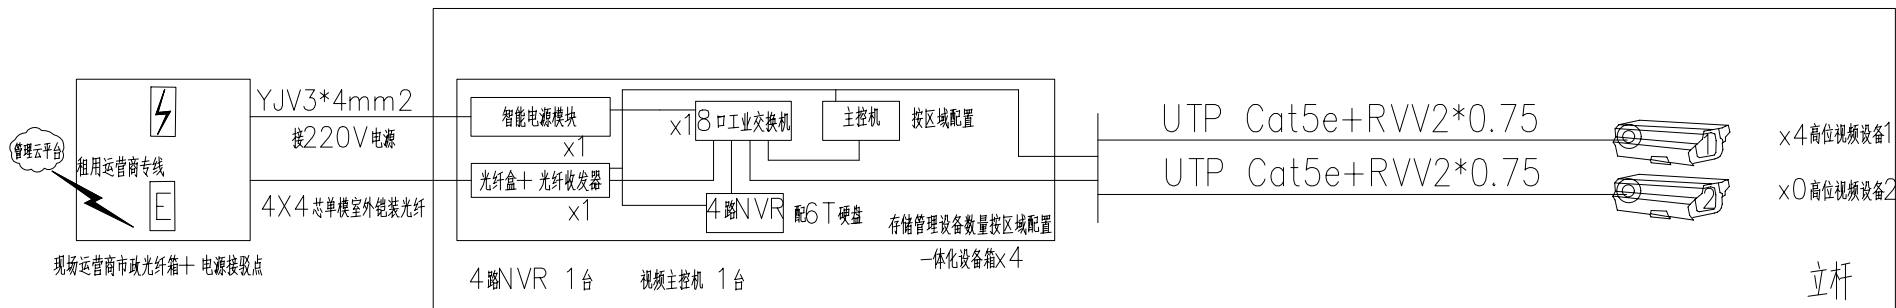 管理云平台
租用运营商专线
E
现场运营商市政光纤箱+ 电源接驳点
YJV3*4mm2
接220V电源
4X4芯单模室外铠装光纤
智能电源模块
x1
光纤盒+ 光纤收发器
x1
x1
8口工业交换机
主控机
按区域配置
4路NVR
配6T硬盘
存储管理设备数量按区域配置
一体化设备箱x4
4路NVR 1台
视频主控机 1台
UTP Cat5e+RVV2*0.75
UTP Cat5e+RVV2*0.75
x4高位视频设备1
x0高位视频设备2
立杆